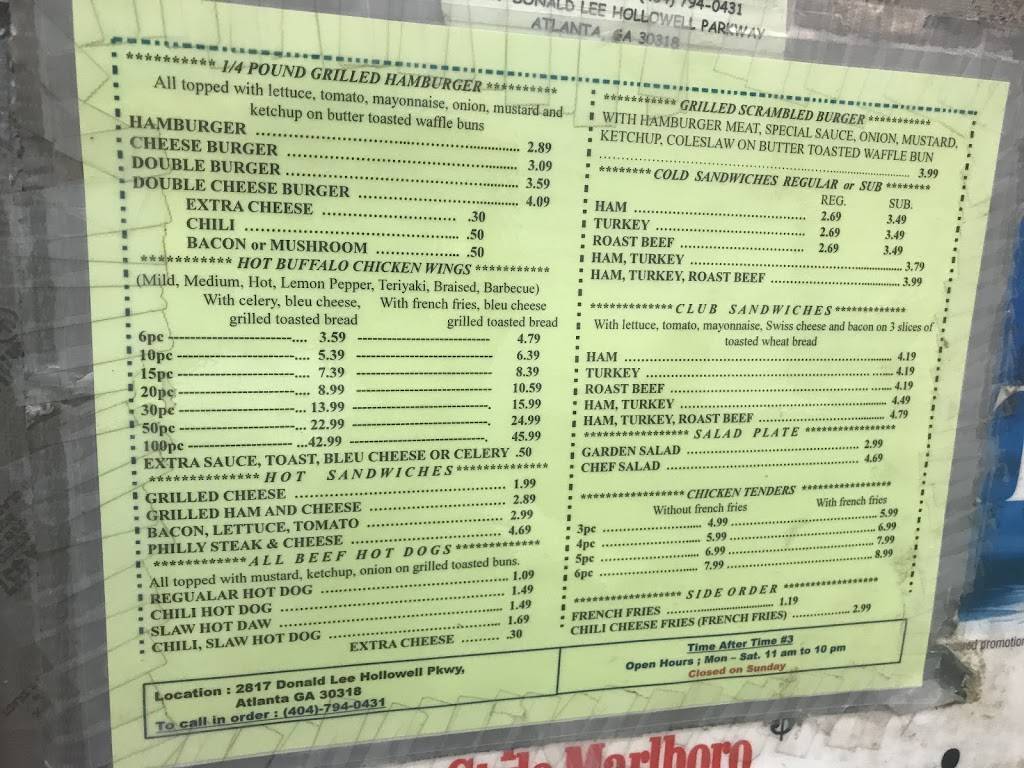 (404) 794-0431
DONALD LEE HOLLOWELL PARKWAY
ATLANTA, GA 30318
********** 1/4 POUND GRILLED HAMBURGER **********
All topped with lettuce, tomato, mayonnaise, onion, mustard and
ketchup on butter toasted waffle buns
HAMBURGER ........ 2.89
CHEESE BURGER ........ 3.09
DOUBLE BURGER ........ 3.59
DOUBLE CHEESE BURGER ........ 4.09
EXTRA CHEESE ........ .30
CHILI ........ .50
BACON or MUSHROOM ........ .50
*********** HOT BUFFALO CHICKEN WINGS ***********
(Mild, Medium, Hot, Lemon Pepper, Teriyaki, Braised, Barbecue)
With celery, bleu cheese, With french fries, bleu cheese
grilled toasted bread grilled toasted bread
6pc ---------- 3.59 ---------- 4.79
10pc ---------- 5.39 ---------- 6.39
15pc ---------- 7.39 ---------- 8.39
20pc ---------- 8.99 ---------- 10.59
30pc ---------- 13.99 ---------- 15.99
50pc ---------- 22.99 ---------- 24.99
100pc ---------- 42.99 ---------- 45.99
EXTRA SAUCE, TOAST, BLEU CHEESE OR CELERY .50
************** HOT SANDWICHES **************
GRILLED CHEESE ........ 1.99
GRILLED HAM AND CHEESE ........ 2.89
BACON, LETTUCE, TOMATO ........ 2.99
PHILLY STEAK & CHEESE ........ 4.69
************ ALL BEEF HOT DOGS ************
All topped with mustard, ketchup, onion on grilled toasted buns.
REGUALAR HOT DOG ........ 1.09
CHILI HOT DOG ........ 1.49
SLAW HOT DAW ........ 1.49
CHILI, SLAW HOT DOG ........ 1.69
EXTRA CHEESE ........ .30
*********** GRILLED SCRAMBLED BURGER ***********
WITH HAMBURGER MEAT, SPECIAL SAUCE, ONION, MUSTARD,
KETCHUP, COLESLAW ON BUTTER TOASTED WAFFLE BUN
........ 3.99
******** COLD SANDWICHES REGULAR or SUB ********
REG. SUB.
HAM ........ 2.69 3.49
TURKEY ........ 2.69 3.49
ROAST BEEF ........ 2.69 3.49
HAM, TURKEY ........ 3.79
HAM, TURKEY, ROAST BEEF ........ 3.99
************* CLUB SANDWICHES *************
With lettuce, tomato, mayonnaise, Swiss cheese and bacon on 3 slices of
toasted wheat bread
HAM ........ 4.19
TURKEY ........ 4.19
ROAST BEEF ........ 4.19
HAM, TURKEY ........ 4.49
HAM, TURKEY, ROAST BEEF ........ 4.79
**************** SALAD PLATE ****************
GARDEN SALAD ........ 2.99
CHEF SALAD ........ 4.69
**************** CHICKEN TENDERS ****************
Without french fries With french fries
3pc ........ 4.99 ........ 5.99
4pc ........ 5.99 ........ 6.99
5pc ........ 6.99 ........ 7.99
6pc ........ 7.99 ........ 8.99
***************** SIDE ORDER *****************
FRENCH FRIES ........ 1.19
CHILI CHEESE FRIES (FRENCH FRIES) ........ 2.99
Location : 2817 Donald Lee Hollowell Pkwy,
Atlanta GA 30318
To call in order : (404)-794-0431
Time After Time #3
Open Hours ; Mon – Sat. 11 am to 10 pm
Closed on Sunday
promotion
Marlboro